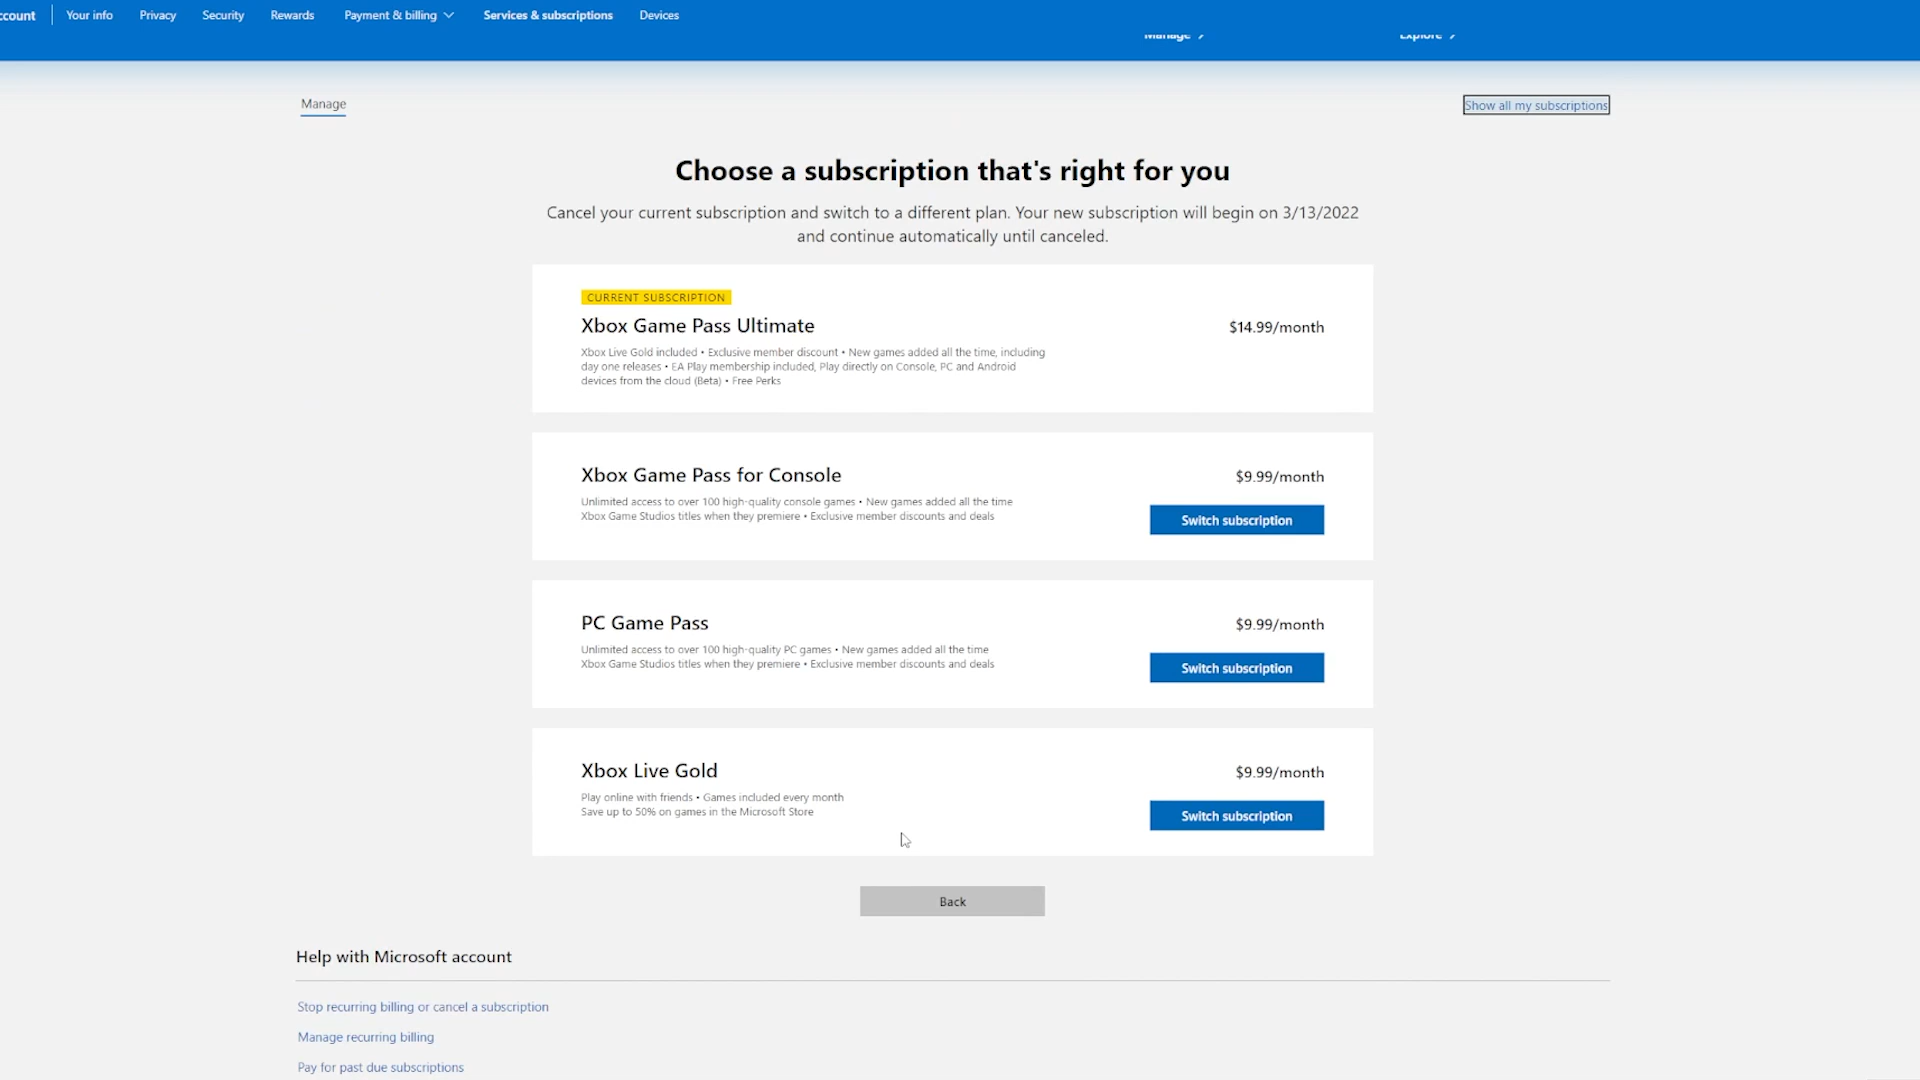 ccount Your info Privacy Security Rewards Payment & billing Services & subscriptions Devices
Manage Explore
Manage Show all my subscriptions
Choose a subscription that's right for you
Cancel your current subscription and switch to a different plan. Your new subscription will begin on 3/13/2022
and continue automatically until canceled.
CURRENT SUBSCRIPTION
Xbox Game Pass Ultimate $14.99/month
Xbox Live Gold included • Exclusive member discount • New games added all the time, including
day one releases • EA Play membership included, Play directly on Console, PC and Android
devices from the cloud (Beta) • Free Perks
Xbox Game Pass for Console $9.99/month
Unlimited access to over 100 high-quality console games • New games added all the time
Xbox Game Studios titles when they premiere • Exclusive member discounts and deals
Switch subscription
PC Game Pass $9.99/month
Unlimited access to over 100 high-quality PC games • New games added all the time
Xbox Game Studios titles when they premiere • Exclusive member discounts and deals
Switch subscription
Xbox Live Gold $9.99/month
Play online with friends • Games included every month
Save up to 50% on games in the Microsoft Store
Switch subscription
Back
Help with Microsoft account
Stop recurring billing or cancel a subscription
Manage recurring billing
Pay for past due subscriptions